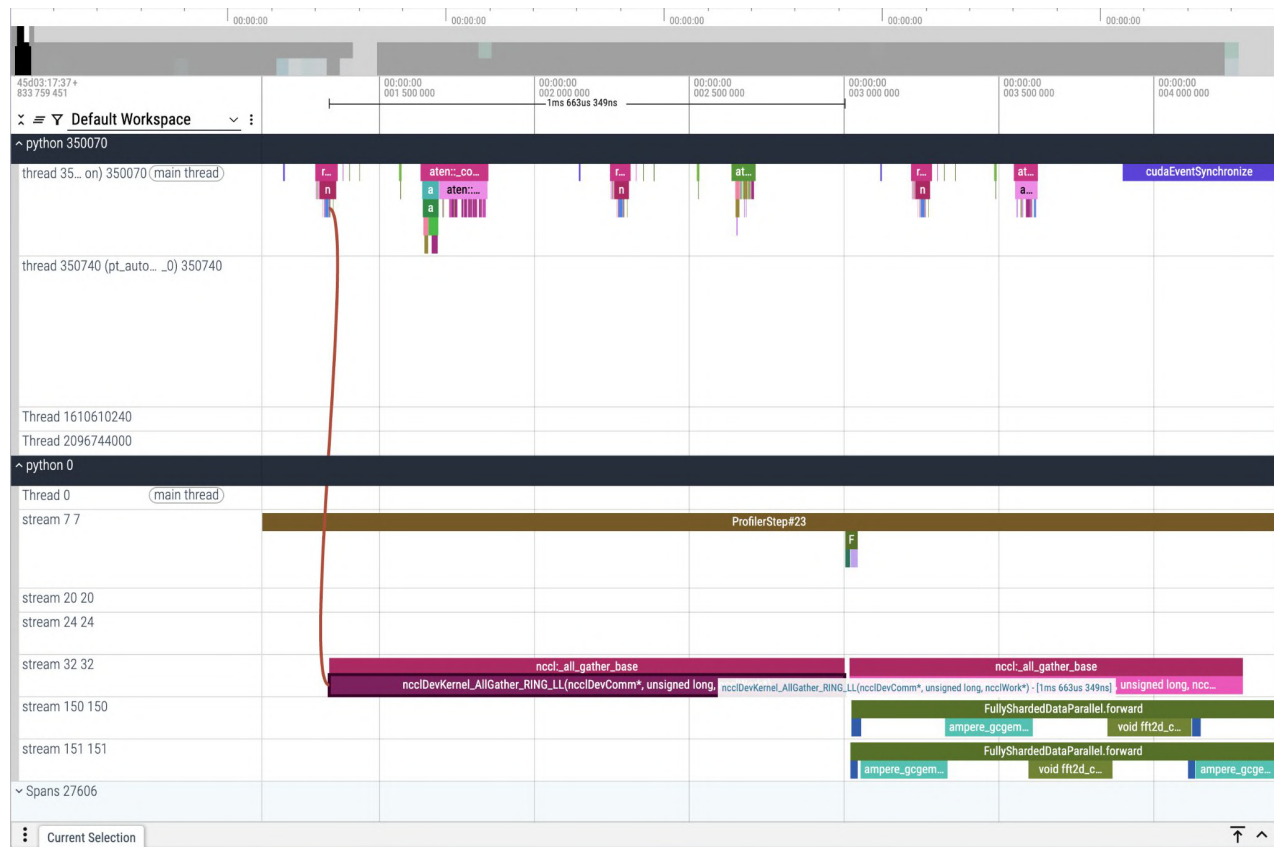 00:00:00 00:00:00 00:00:00 00:00:00 00:00:00
45d03:17:37+ 00:00:00 00:00:00 00:00:00 00:00:00 00:00:00 00:00:00
833 759 451 001 500 000 002 000 000 002 500 000 003 000 000 003 500 000 004 000 000
1ms 663us 349ns
Default Workspace
python 350070
thread 35... on) 350070 (main thread) r... aten::_co... r... at... r... at... cudaEventSynchronize
n a aten::... n n a...
a
thread 350740 (pt_auto... _0) 350740
Thread 1610610240
Thread 2096744000
python 0
Thread 0 (main thread)
stream 7 7 ProfilerStep#23
F
stream 20 20
stream 24 24
stream 32 32 nccl:_all_gather_base nccl:_all_gather_base
ncclDevKernel_AllGather_RING_LL(ncclDevComm*, unsigned long, ncclDevKernel_AllGather_RING_LL(ncclDevComm*, unsigned long, ncclWork*) - [1ms 663us 349ns] , unsigned long, ncc...
stream 150 150 FullyShardedDataParallel.forward
ampere_gcgem... void fft2d_c...
stream 151 151 FullyShardedDataParallel.forward
ampere_gcgem... void fft2d_c... ampere_gcge...
Spans 27606
Current Selection